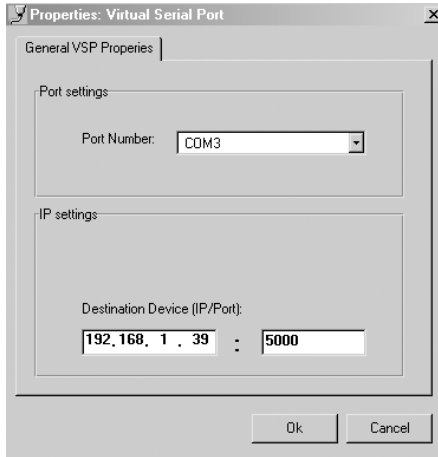 Properties: Virtual Serial Port
General VSP Properies
Port settings
Port Number: COM3
IP settings
Destination Device (IP/Port):
192.168. 1 . 39 : 5000
Ok Cancel